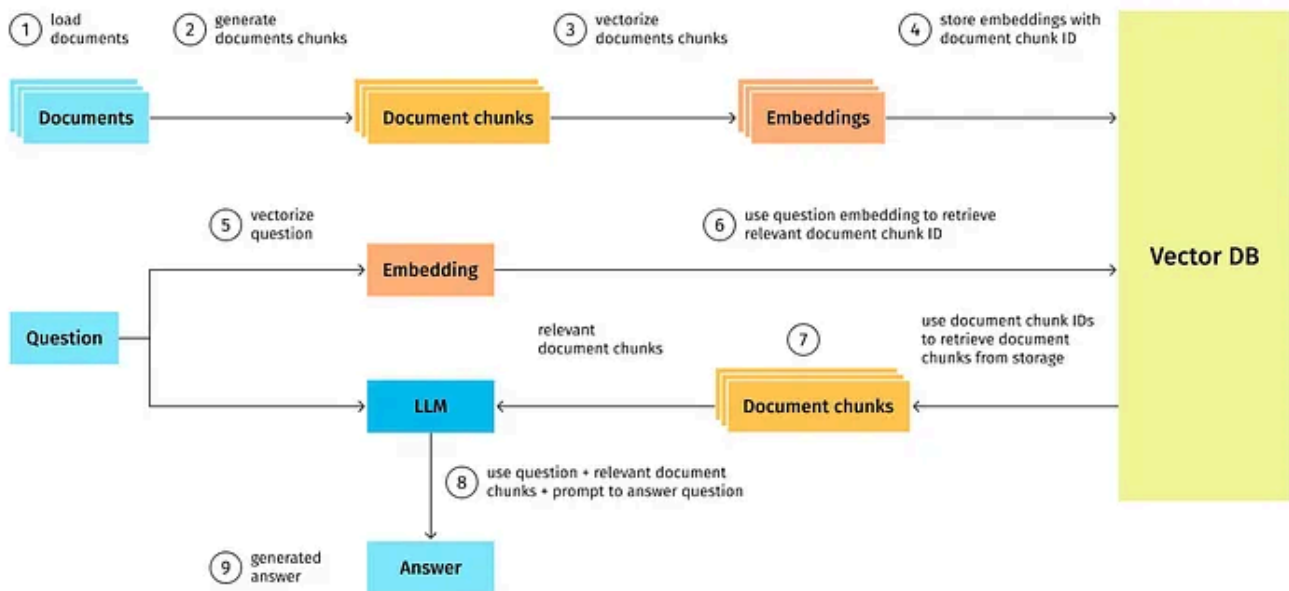 1 load
documents
2 generate
documents chunks
3 vectorize
documents chunks
4 store embeddings with
document chunk ID
Documents
Document chunks
Embeddings
Vector DB
5 vectorize
question
6 use question embedding to retrieve
relevant document chunk ID
Embedding
Question
relevant
document chunks
7
use document chunk IDs
to retrieve document
chunks from storage
LLM
Document chunks
8 use question + relevant document
chunks + prompt to answer question
9 generated
answer
Answer